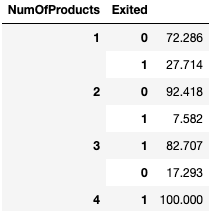 NumOfProducts Exited
1 0 72.286
1 27.714
2 0 92.418
1 7.582
3 1 82.707
0 17.293
4 1 100.000